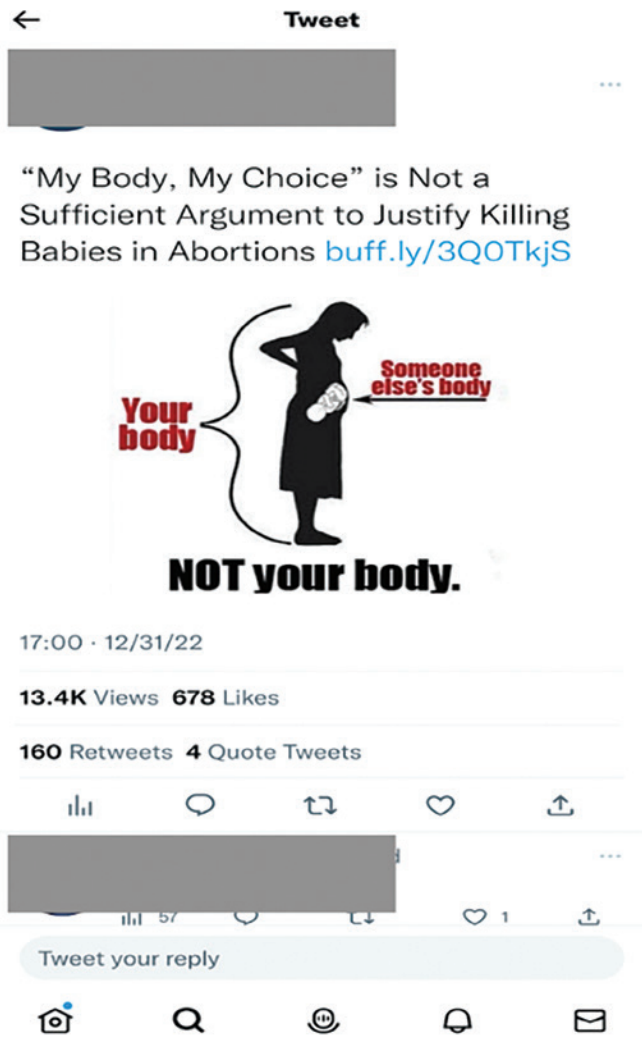 Tweet
“My Body, My Choice” is Not a
Sufficient Argument to Justify Killing
Babies in Abortions buff.ly/3Q0TkjS
Someone
else's body
Your
body
NOT your body.
17:00 · 12/31/22
13.4K Views 678 Likes
160 Retweets 4 Quote Tweets
57 1
Tweet your reply